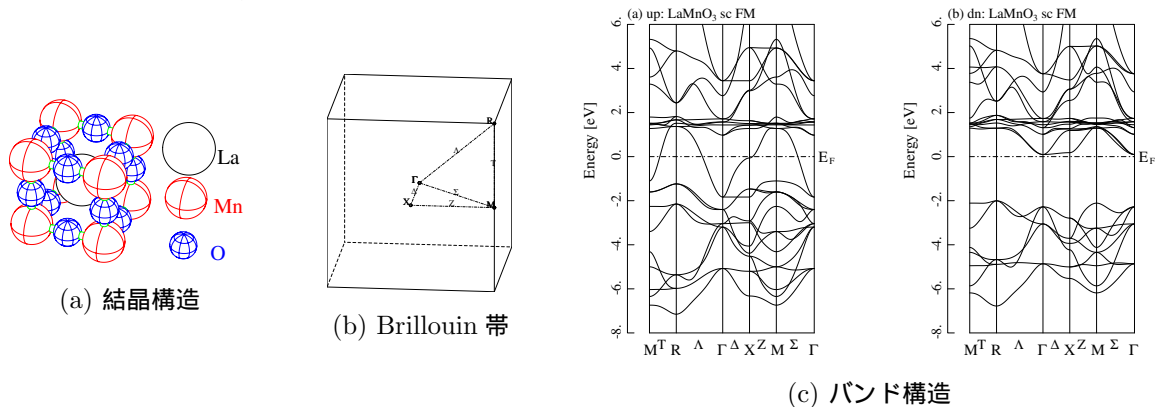 La
Mn
O
(a) 結晶構造
R
Λ
T
Γ
Δ
Σ
X
Z
M
(b) Brillouin 帯
(a) up: LaMnO3 sc FM
Energy [eV]
6.
4.
2.
0.
-2.
-4.
-6.
-8.
EF
M T R Λ Γ Δ X Z M Σ Γ
(b) dn: LaMnO3 sc FM
Energy [eV]
6.
4.
2.
0.
-2.
-4.
-6.
-8.
EF
M T R Λ Γ Δ X Z M Σ Γ
(c) バンド構造